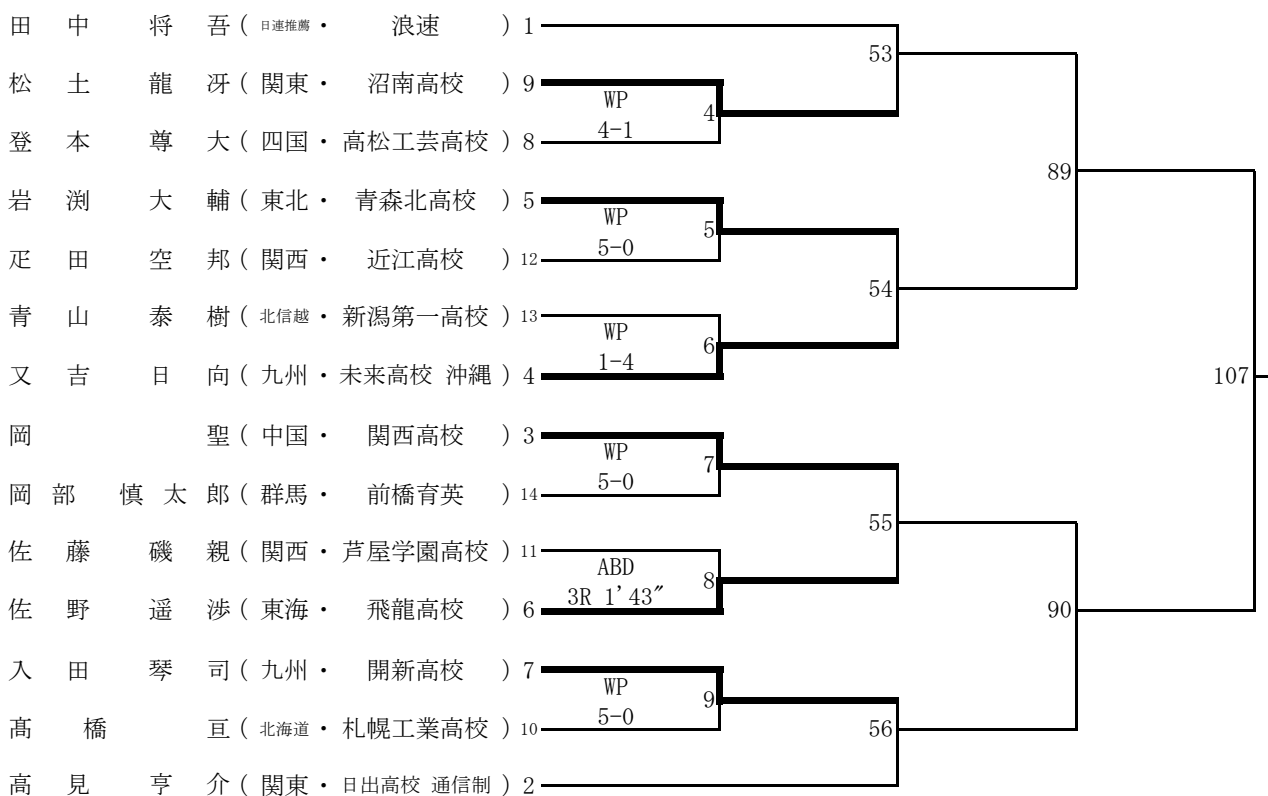 田中 将吾(日連推薦・浪速)1
53
松土 龍冴(関東・沼南高校)9
WP
4
4-1
登本 尊大(四国・高松工芸高校)8
89
岩渕 大輔(東北・青森北高校)5
WP
5
5-0
疋田 空邦(関西・近江高校)12
54
青山 泰樹(北信越・新潟第一高校)13
WP
6
1-4
又吉 日向(九州・未来高校 沖縄)4
107
岡 聖(中国・関西高校)3
WP
7
5-0
岡部 慎太郎(群馬・前橋育英)14
55
佐藤 磯親(関西・芦屋学園高校)11
ABD
8
3R 1'43″
佐野 遥渉(東海・飛龍高校)6
90
入田 琴司(九州・開新高校)7
WP
9
5-0
髙橋 亘(北海道・札幌工業高校)10
56
高見 亨介(関東・日出高校 通信制)2